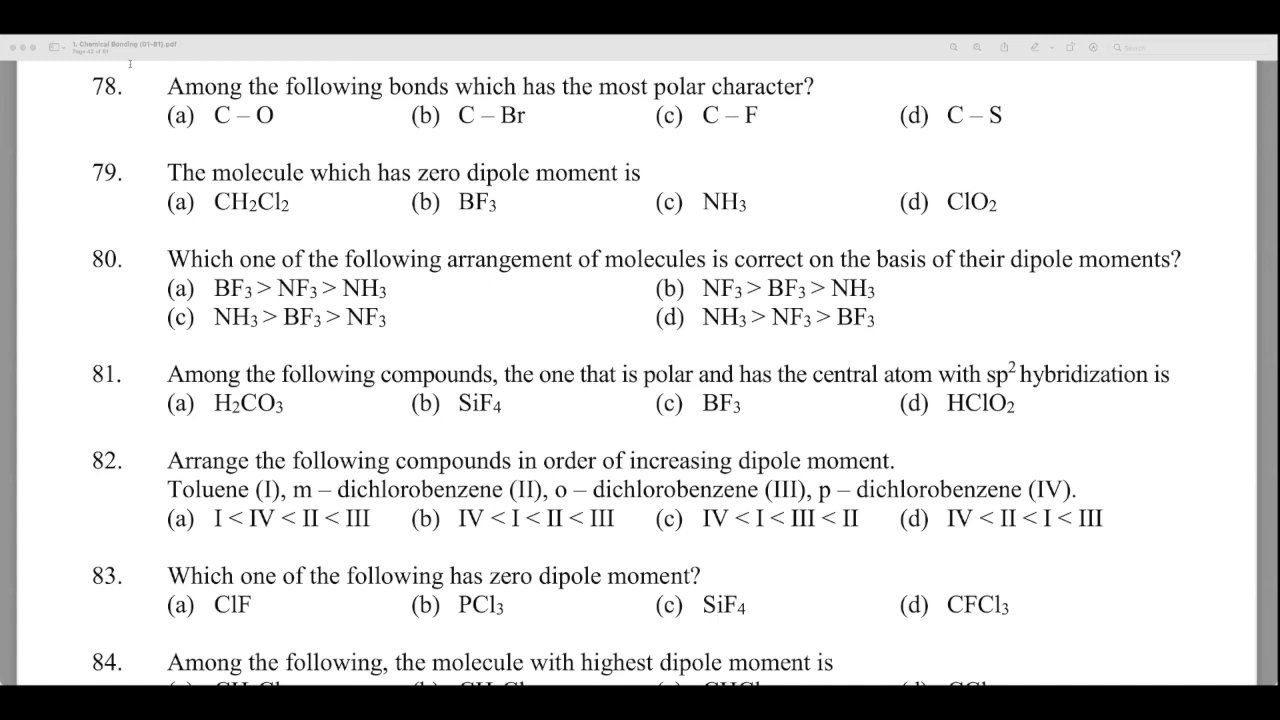 1. Chemical Bonding (01-81).pdf
Search
78. Among the following bonds which has the most polar character?
(a) C – O (b) C – Br (c) C – F (d) C – S
79. The molecule which has zero dipole moment is
(a) CH₂Cl₂ (b) BF₃ (c) NH₃ (d) ClO₂
80. Which one of the following arrangement of molecules is correct on the basis of their dipole moments?
(a) BF₃ > NF₃ > NH₃ (b) NF₃ > BF₃ > NH₃
(c) NH₃ > BF₃ > NF₃ (d) NH₃ > NF₃ > BF₃
81. Among the following compounds, the one that is polar and has the central atom with sp² hybridization is
(a) H₂CO₃ (b) SiF₄ (c) BF₃ (d) HClO₂
82. Arrange the following compounds in order of increasing dipole moment.
Toluene (I), m – dichlorobenzene (II), o – dichlorobenzene (III), p – dichlorobenzene (IV).
(a) I < IV < II < III (b) IV < I < II < III (c) IV < I < III < II (d) IV < II < I < III
83. Which one of the following has zero dipole moment?
(a) ClF (b) PCl₃ (c) SiF₄ (d) CFCl₃
84. Among the following, the molecule with highest dipole moment is